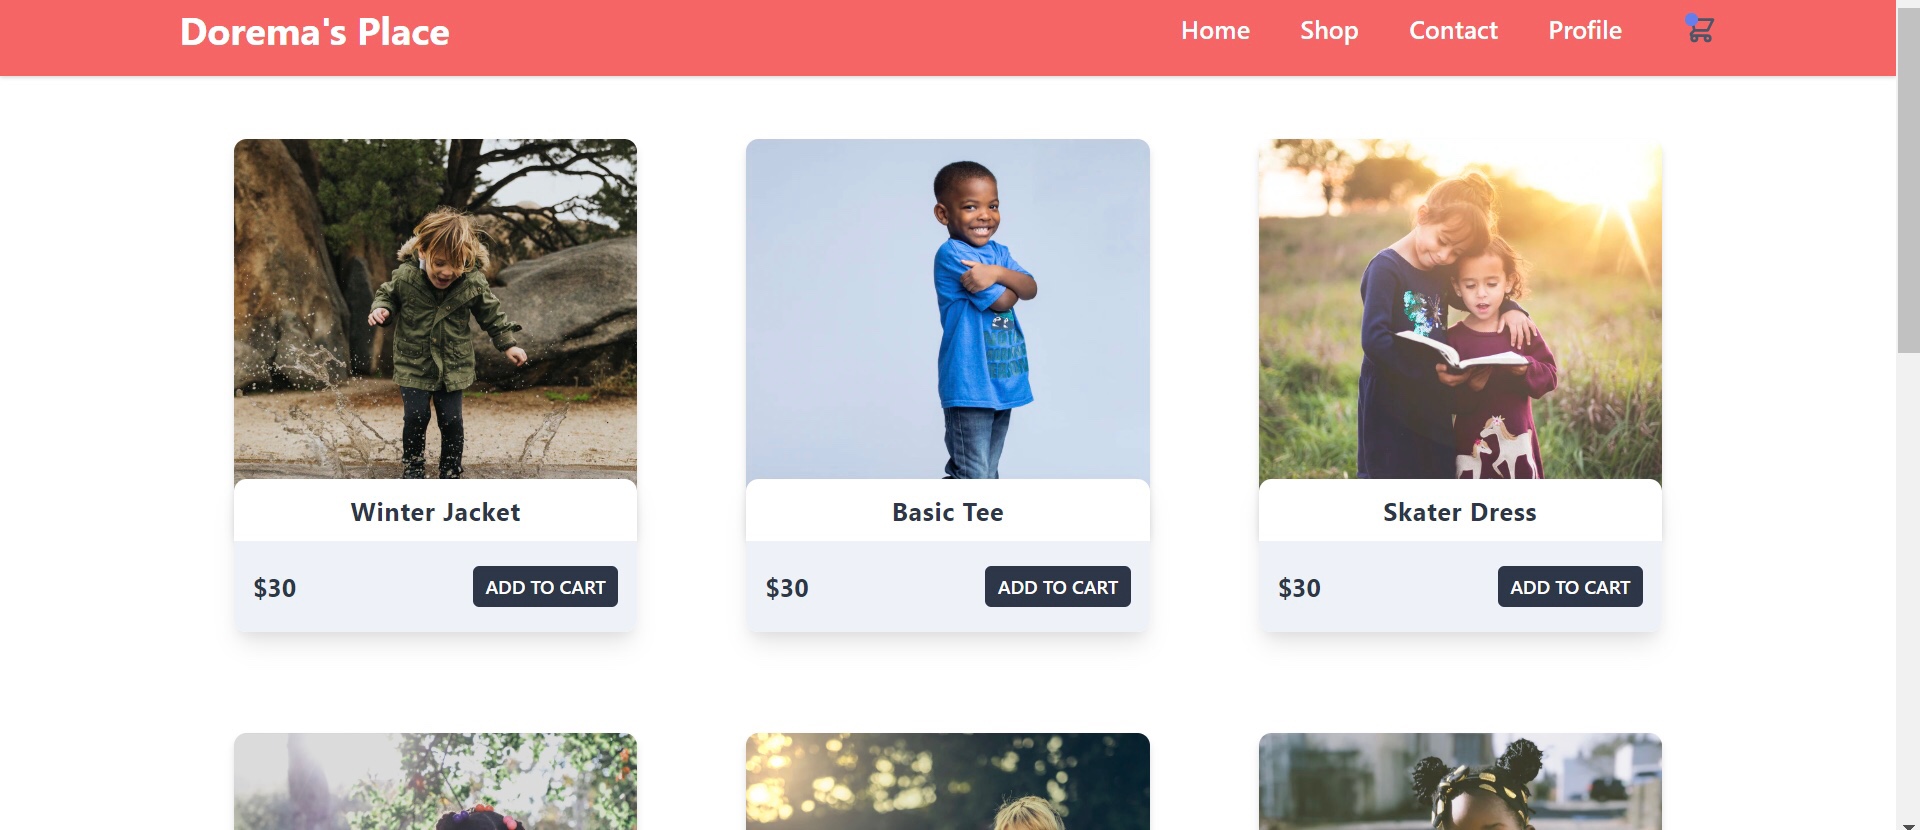 Dorema's Place
Home Shop Contact Profile
Winter Jacket
Basic Tee
Skater Dress
$30 ADD TO CART
$30 ADD TO CART
$30 ADD TO CART